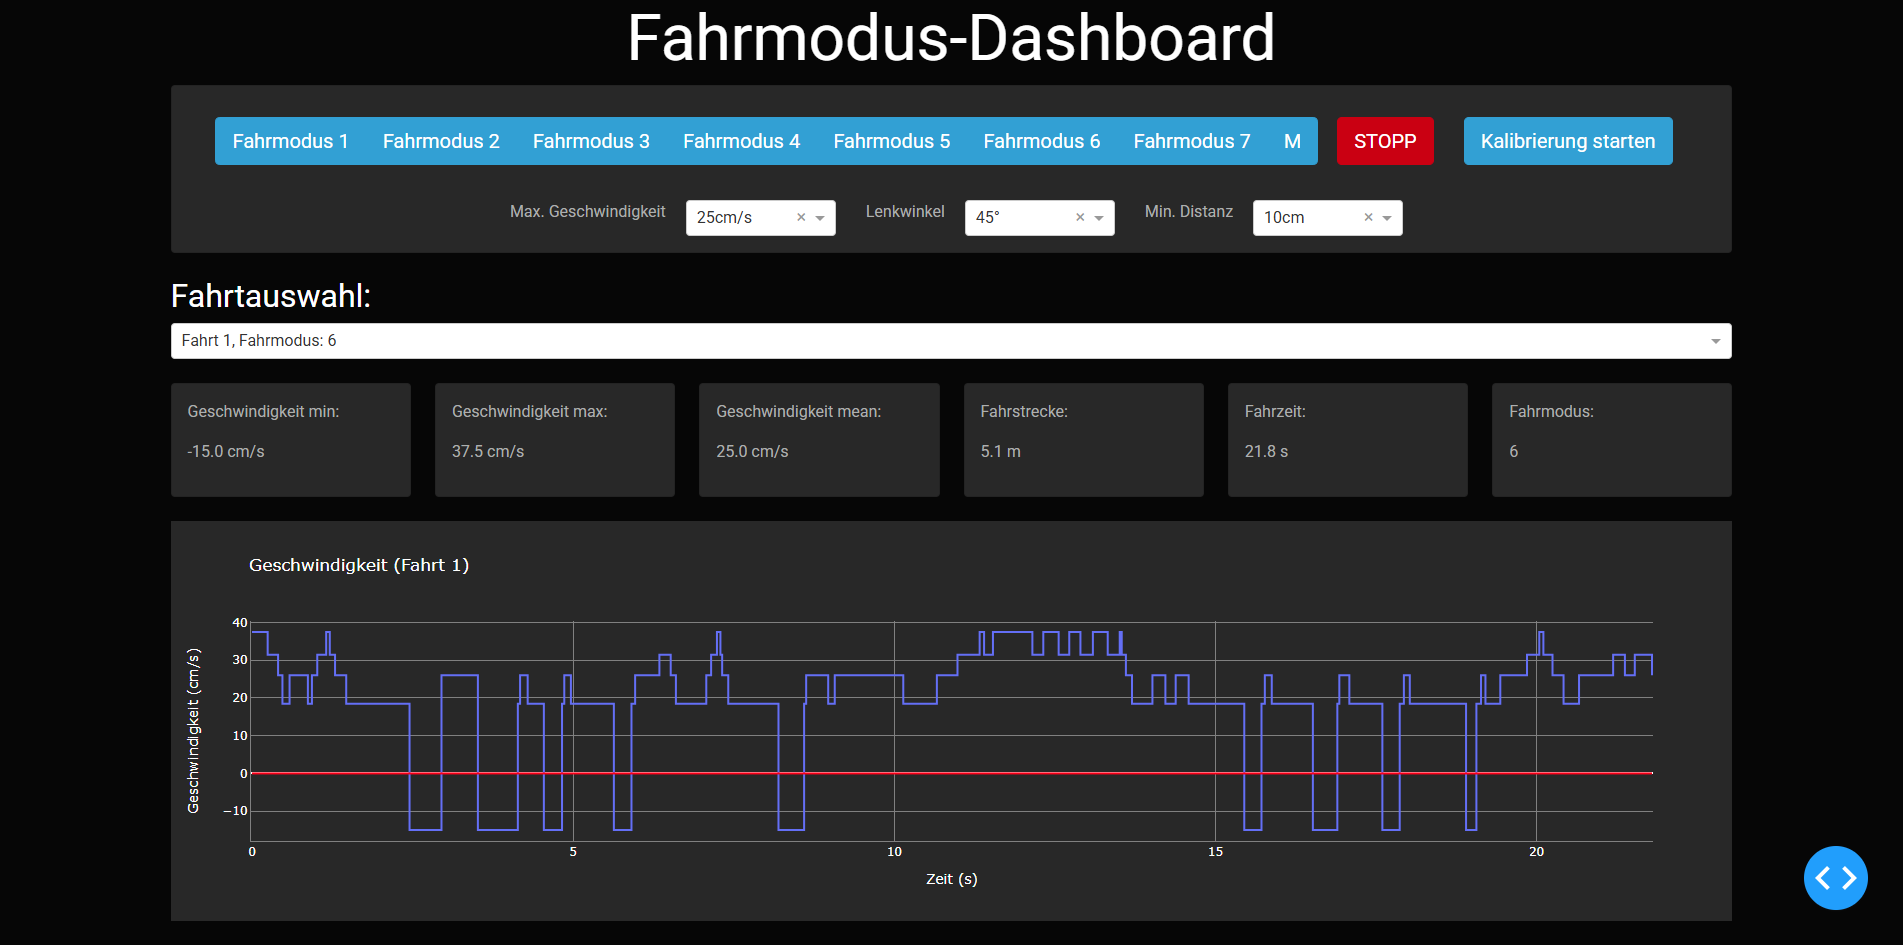 Fahrmodus-Dashboard
Fahrmodus 1 Fahrmodus 2 Fahrmodus 3 Fahrmodus 4 Fahrmodus 5 Fahrmodus 6 Fahrmodus 7 M STOPP Kalibrierung starten
Max. Geschwindigkeit 25cm/s × Lenkwinkel 45° × Min. Distanz 10cm ×
Fahrtauswahl:
Fahrt 1, Fahrmodus: 6
Geschwindigkeit min: Geschwindigkeit max: Geschwindigkeit mean: Fahrstrecke: Fahrzeit: Fahrmodus:
-15.0 cm/s 37.5 cm/s 25.0 cm/s 5.1 m 21.8 s 6
Geschwindigkeit (Fahrt 1)
Geschwindigkeit (cm/s)
40
30
20
10
0
−10
0 5 10 15 20
Zeit (s)